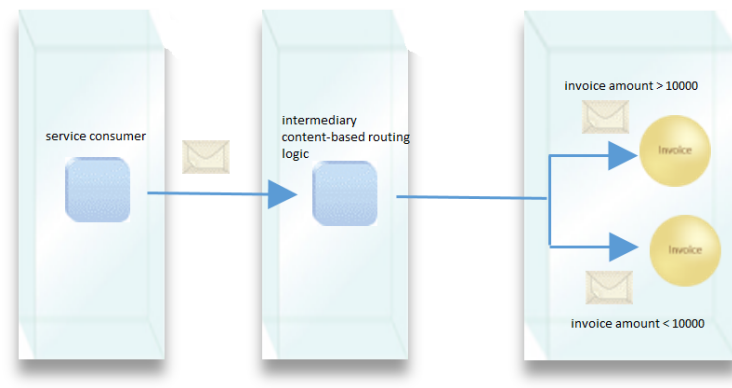 service consumer
intermediary
content-based routing
logic
invoice amount > 10000
Invoice
Invoice
invoice amount < 10000